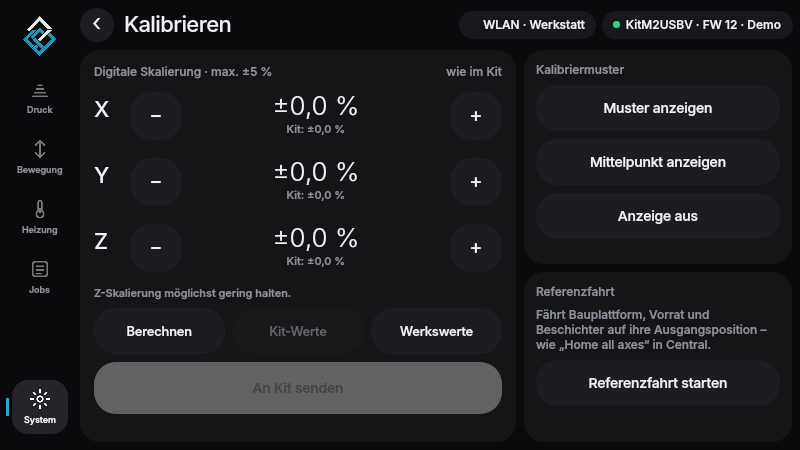 Kalibrieren
WLAN · Werkstatt
KitM2USBV · FW 12 · Demo
Druck
Bewegung
Heizung
Jobs
System
Digitale Skalierung · max. ±5 %
wie im Kit
X
−
±0,0 %
Kit: ±0,0 %
+
Y
−
±0,0 %
Kit: ±0,0 %
+
Z
−
±0,0 %
Kit: ±0,0 %
+
Z-Skalierung möglichst gering halten.
Berechnen
Kit-Werte
Werkswerte
An Kit senden
Kalibriermuster
Muster anzeigen
Mittelpunkt anzeigen
Anzeige aus
Referenzfahrt
Fährt Bauplattform, Vorrat und
Beschichter auf ihre Ausgangsposition –
wie „Home all axes“ in Central.
Referenzfahrt starten